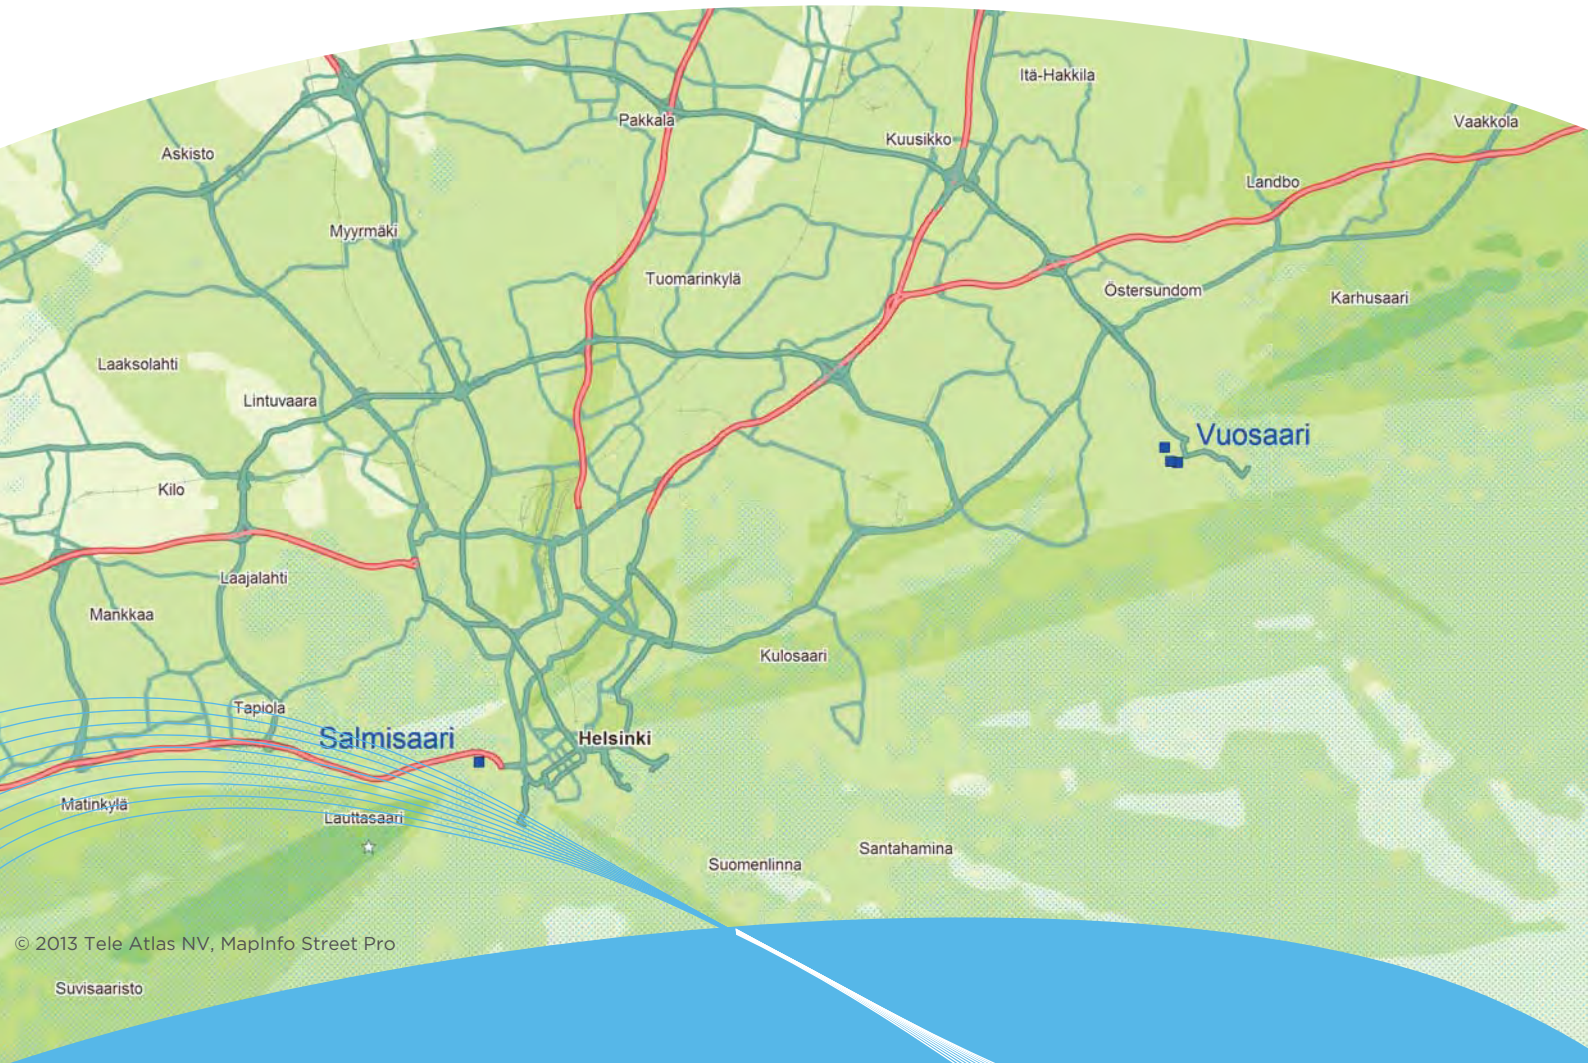 Itä-Hakkila
Pakkala
Vaakkola
Kuusikko
Askisto
Landbo
Myyrmäki
Tuomarinkylä
Östersundom
Karhusaari
Laaksolahti
Lintuvaara
Vuosaari
Kilo
Laajalahti
Mankkaa
Kulosaari
Tapiola
Salmisaari
Helsinki
Matinkylä
Lauttasaari
Santahamina
Suomenlinna
© 2013 Tele Atlas NV, MapInfo Street Pro
Suvisaaristo